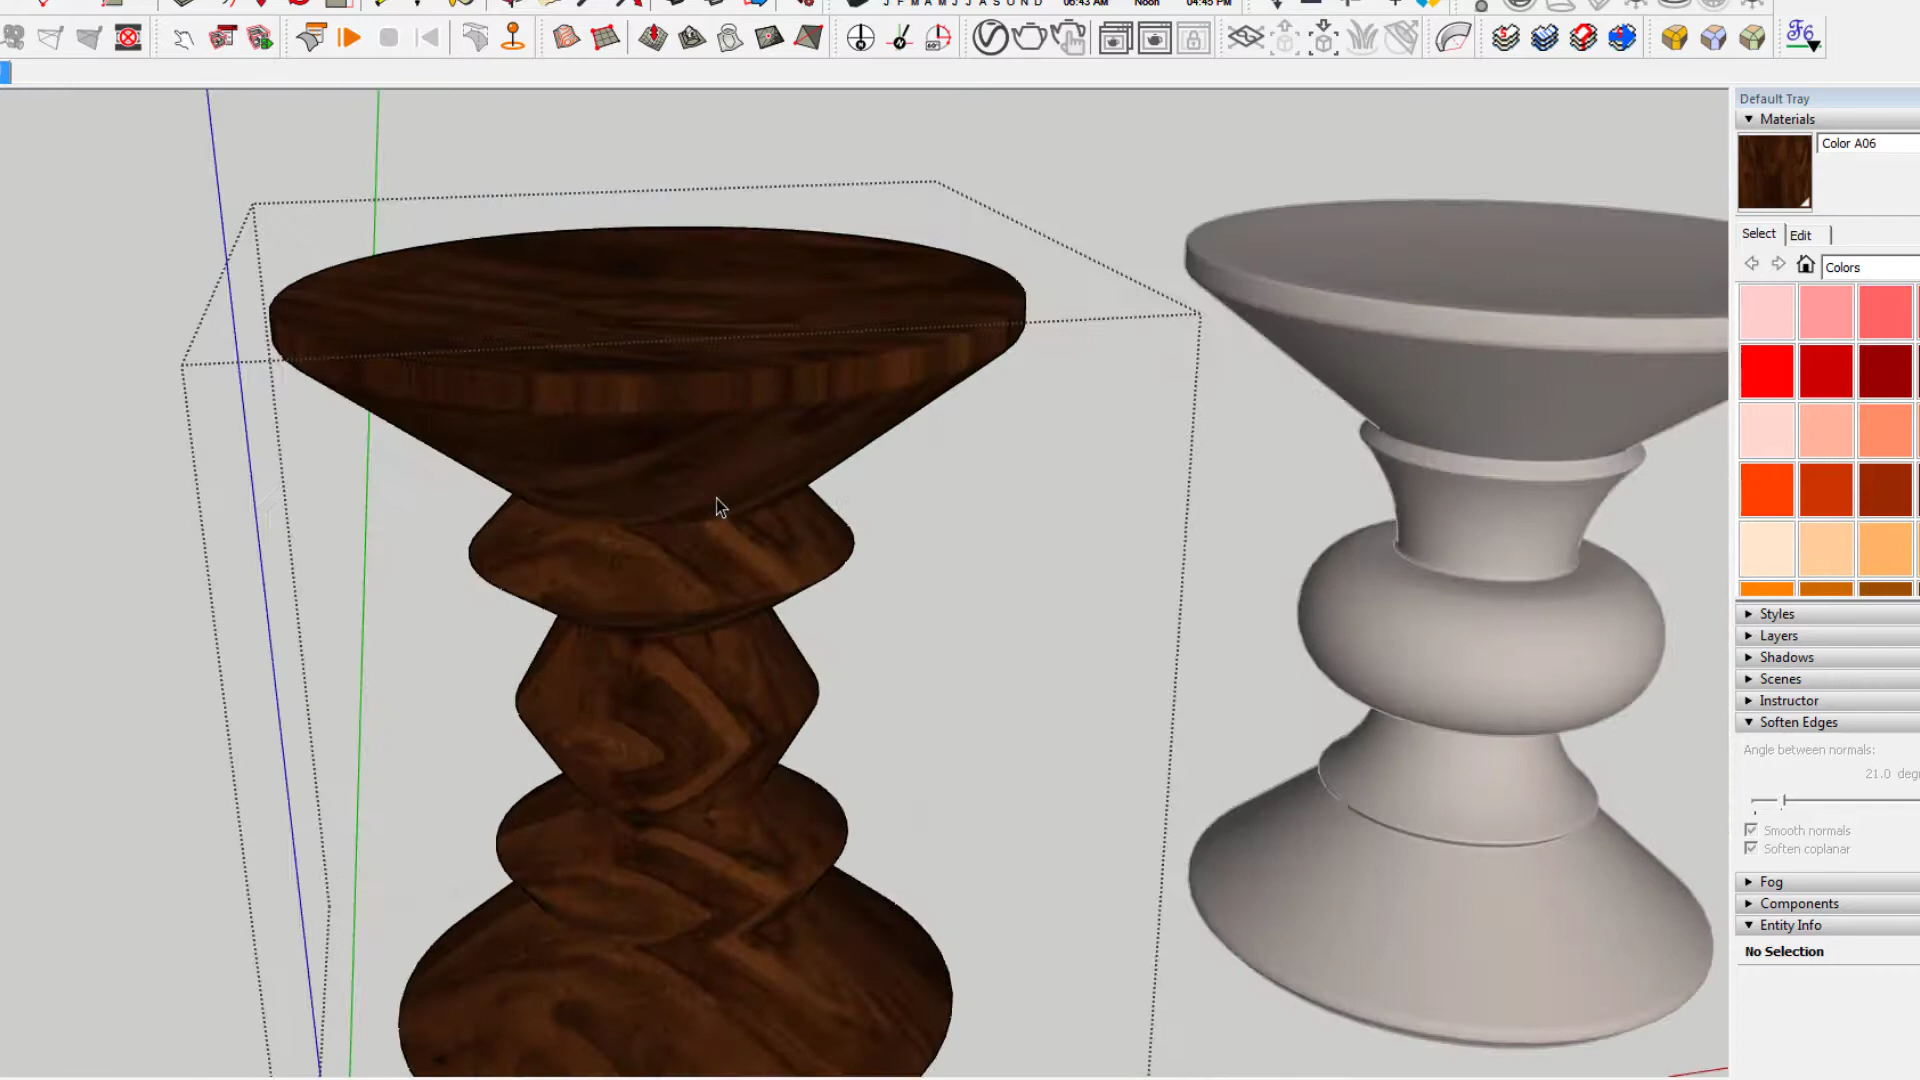 J F M A M J J A S O N D
06:43 AM
Noon
04:45 PM
Default Tray
Materials
Color A06
Select
Edit
Colors
Styles
Layers
Shadows
Scenes
Instructor
Soften Edges
Angle between normals:
21.0
Smooth normals
Soften coplanar
Fog
Components
Entity Info
No Selection